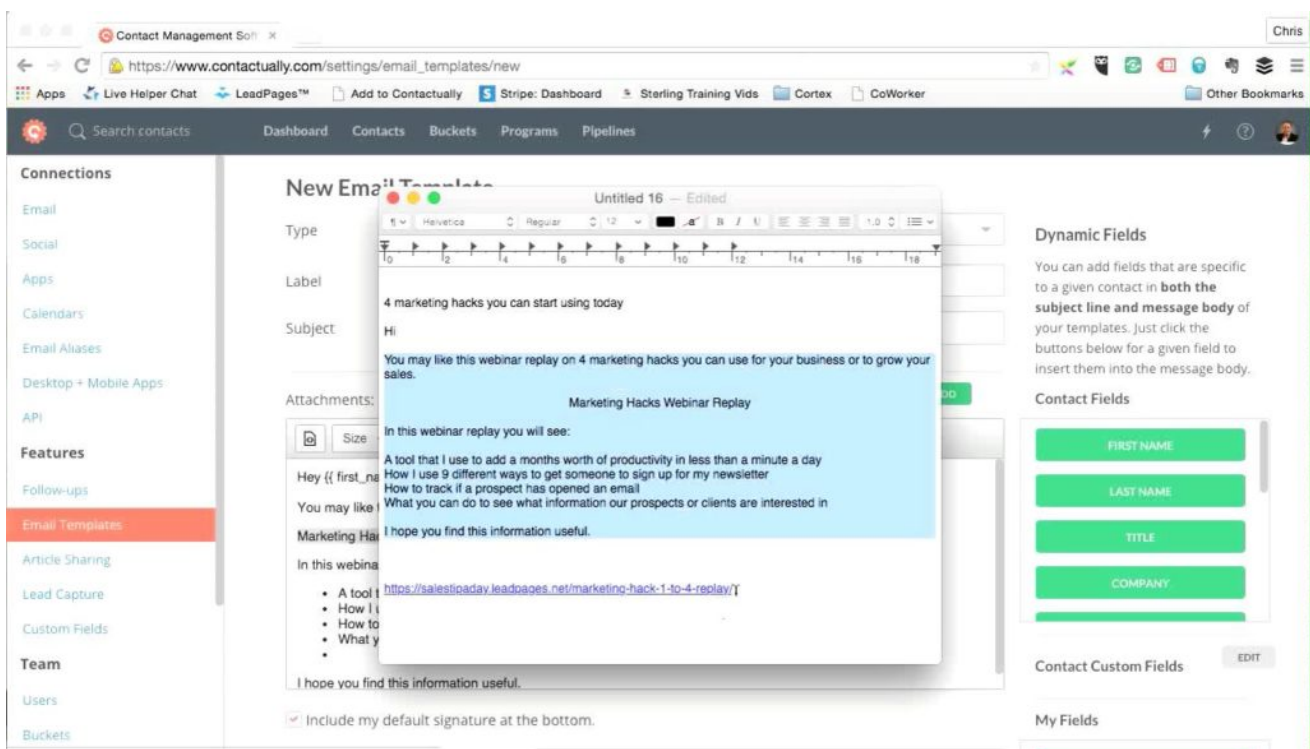 Contact Management Soft
Chris
https://www.contactually.com/settings/email_templates/new
Apps Live Helper Chat LeadPages™ Add to Contactually Stripe: Dashboard Sterling Training Vids Cortex CoWorker Other Bookmarks
Search contacts Dashboard Contacts Buckets Programs Pipelines
Connections
Email
Social
Apps
Calendars
Email Aliases
Desktop + Mobile Apps
API
Features
Follow-ups
Email Templates
Article Sharing
Lead Capture
Custom Fields
Team
Users
Buckets
New Email Template
Type
Label
Subject
Attachments:
Size
Hey {{ first_na
You may like
Marketing Ha
In this webina
A tool
How I
How to
What y
I hope you find this information useful.
Include my default signature at the bottom.
Untitled 16 — Edited
Helvetica Regular 12 a B I U 1.0
0 2 4 6 8 10 12 14 16 18
4 marketing hacks you can start using today
Hi
You may like this webinar replay on 4 marketing hacks you can use for your business or to grow your
sales.
Marketing Hacks Webinar Replay
In this webinar replay you will see:
A tool that I use to add a months worth of productivity in less than a minute a day
How I use 9 different ways to get someone to sign up for my newsletter
How to track if a prospect has opened an email
What you can do to see what information our prospects or clients are interested in
I hope you find this information useful.
https://salestipaday.leadpages.net/marketing-hack-1-to-4-replay/
Dynamic Fields
You can add fields that are specific
to a given contact in both the
subject line and message body of
your templates. Just click the
buttons below for a given field to
insert them into the message body.
Contact Fields
FIRST NAME
LAST NAME
TITLE
COMPANY
Contact Custom Fields EDIT
My Fields